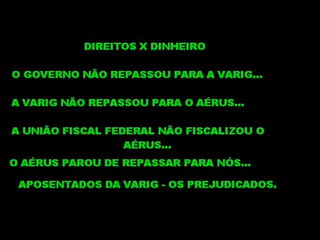 DIREITOS X DINHEIRO
O GOVERNO NÃO REPASSOU PARA A VARIG...
A VARIG NÃO REPASSOU PARA O AÉRUS...
A UNIÃO FISCAL FEDERAL NÃO FISCALIZOU O
AÉRUS...
O AÉRUS PAROU DE REPASSAR PARA NÓS...
APOSENTADOS DA VARIG - OS PREJUDICADOS.